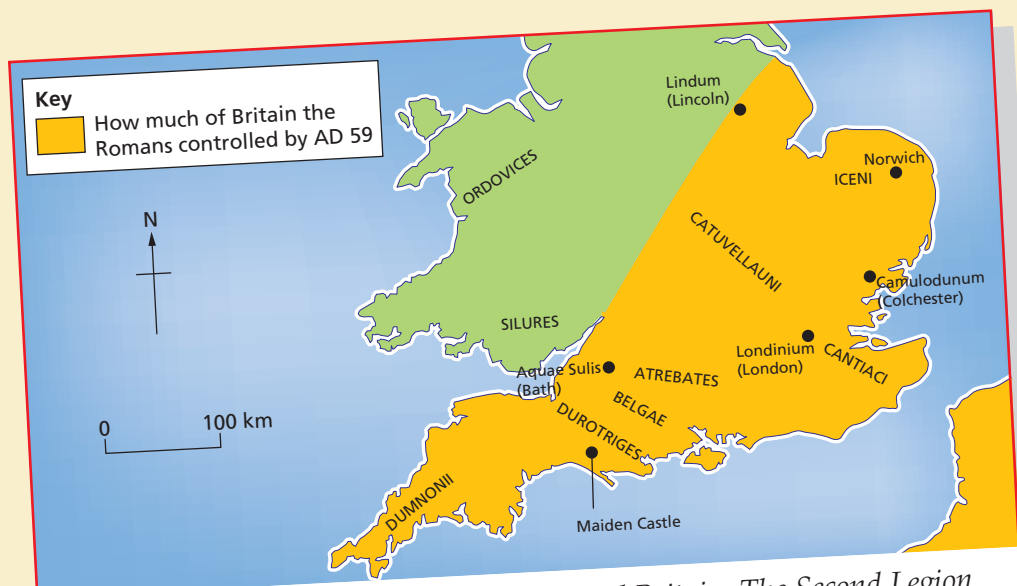 Key
How much of Britain the
Romans controlled by AD 59
N
0 100 km
Lindum
(Lincoln)
Norwich
ICENI
ORDOVICES
CATUVELLAUNI
Camulodunum
(Colchester)
SILURES
Londinium
(London)
CANTIACI
Aquae Sulis
(Bath)
ATREBATES
BELGAE
DUROTRIGES
DUMNONII
Maiden Castle
Britain. The Second Legion